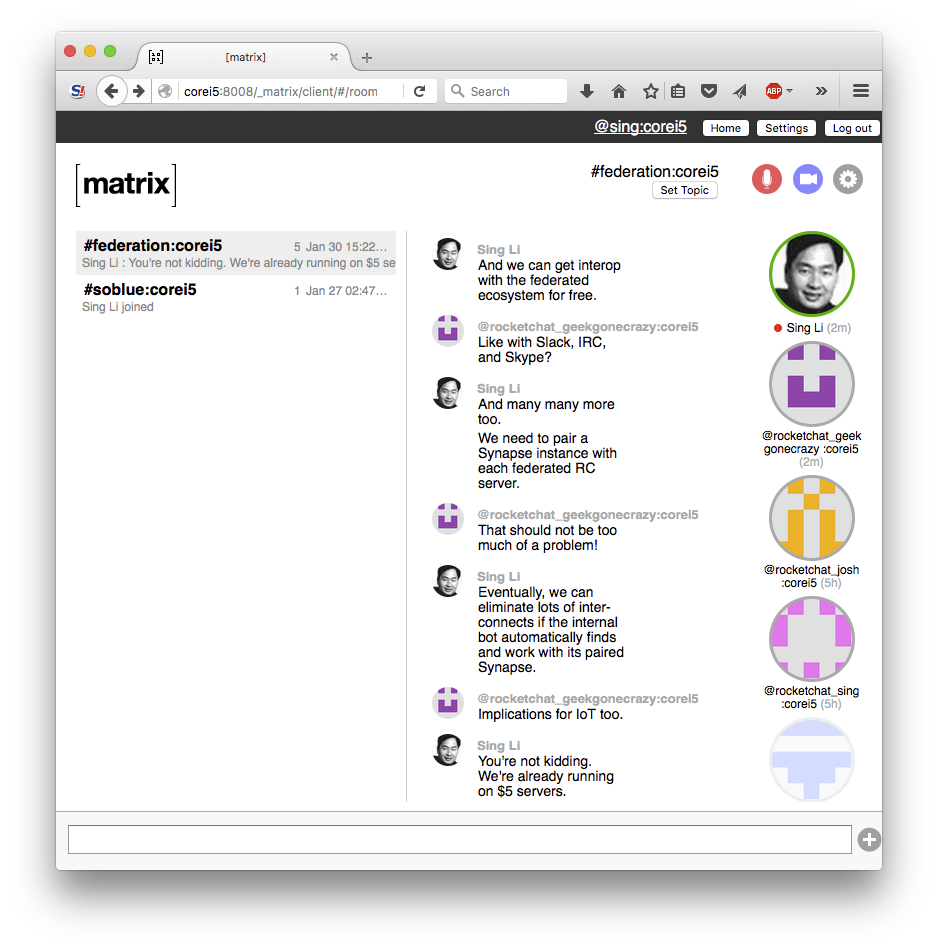 [matrix]
corei5:8008/_matrix/client/#/room
Search
ABP
@sing:corei5
Home
Settings
Log out
[matrix]
#federation:corei5
Set Topic
#federation:corei5 5 Jan 30 15:22...
Sing Li : You're not kidding. We're already running on $5 se
#soblue:corei5 1 Jan 27 02:47...
Sing Li joined
Sing Li
And we can get interop
with the federated
ecosystem for free.
@rocketchat_geekgonecrazy:corei5
Like with Slack, IRC,
and Skype?
Sing Li
And many many more
too.
We need to pair a
Synapse instance with
each federated RC
server.
@rocketchat_geekgonecrazy:corei5
That should not be too
much of a problem!
Sing Li
Eventually, we can
eliminate lots of inter-
connects if the internal
bot automatically finds
and work with its paired
Synapse.
@rocketchat_geekgonecrazy:corei5
Implications for IoT too.
Sing Li
You're not kidding.
We're already running
on $5 servers.
Sing Li (2m)
@rocketchat_geek
gonecrazy :corei5
(2m)
@rocketchat_josh
:corei5 (5h)
@rocketchat_sing
:corei5 (5h)